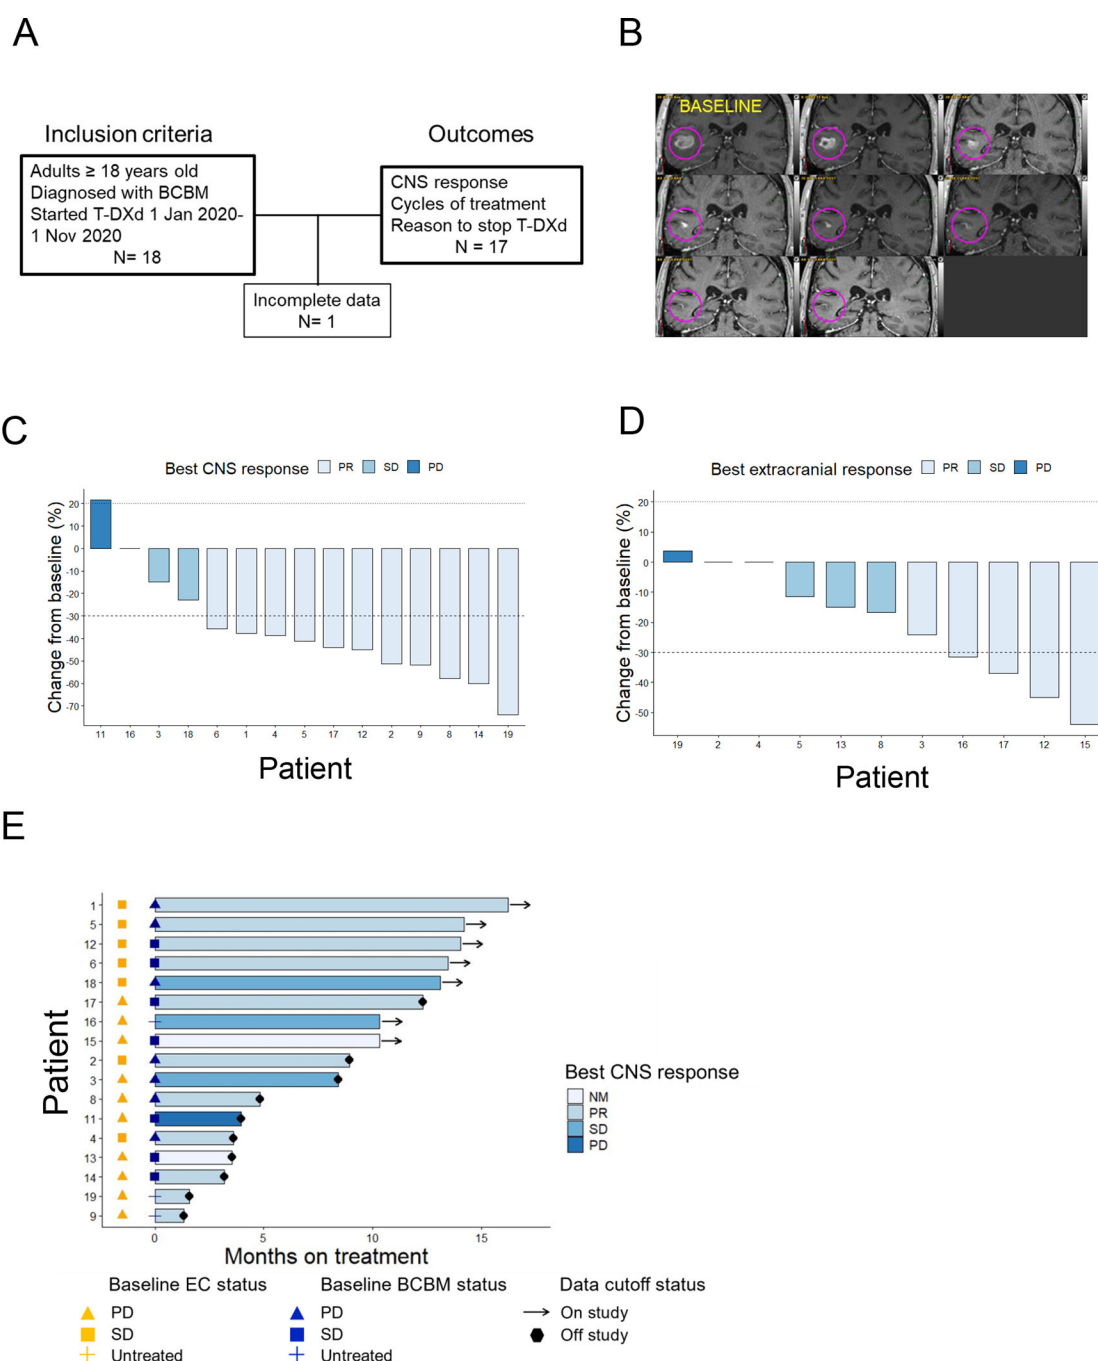 A
Inclusion criteria
Adults ≥ 18 years old
Diagnosed with BCBM
Started T-DXd 1 Jan 2020-
1 Nov 2020
N= 18
Outcomes
CNS response
Cycles of treatment
Reason to stop T-DXd
N = 17
Incomplete data
N= 1
B
BASELINE
C
Best CNS response PR SD PD
Change from baseline (%)
20
10
0
-10
-20
-30
-40
-50
-60
-70
11 16 3 18 6 1 4 5 17 12 2 9 8 14 19
Patient
D
Best extracranial response PR SD PD
Change from baseline (%)
20
10
0
-10
-20
-30
-40
-50
19 2 4 5 13 8 3 16 17 12 15
Patient
E
Patient
1
5
12
6
18
17
16
15
2
3
8
11
4
13
14
19
9
0 5 10 15
Months on treatment
Best CNS response
NM
PR
SD
PD
Baseline EC status
PD
SD
Untreated
Baseline BCBM status
PD
SD
Untreated
Data cutoff status
On study
Off study